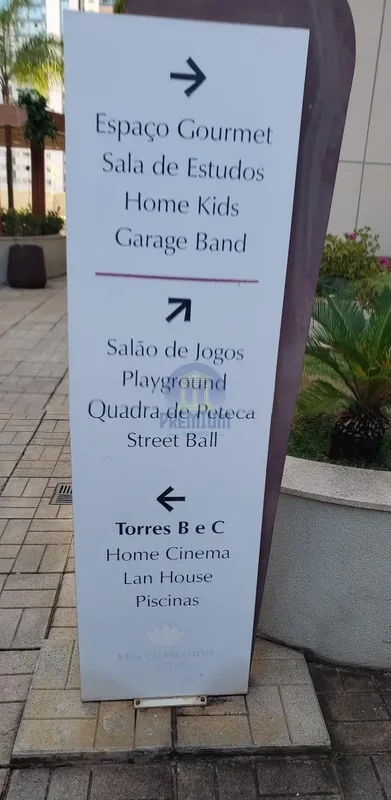 Espaço Gourmet
Sala de Estudos
Home Kids
Garage Band
Salão de Jogos
Playground
Quadra de Peteca
PREMIUM
Street Ball
Torres B e C
Home Cinema
Lan House
Piscinas